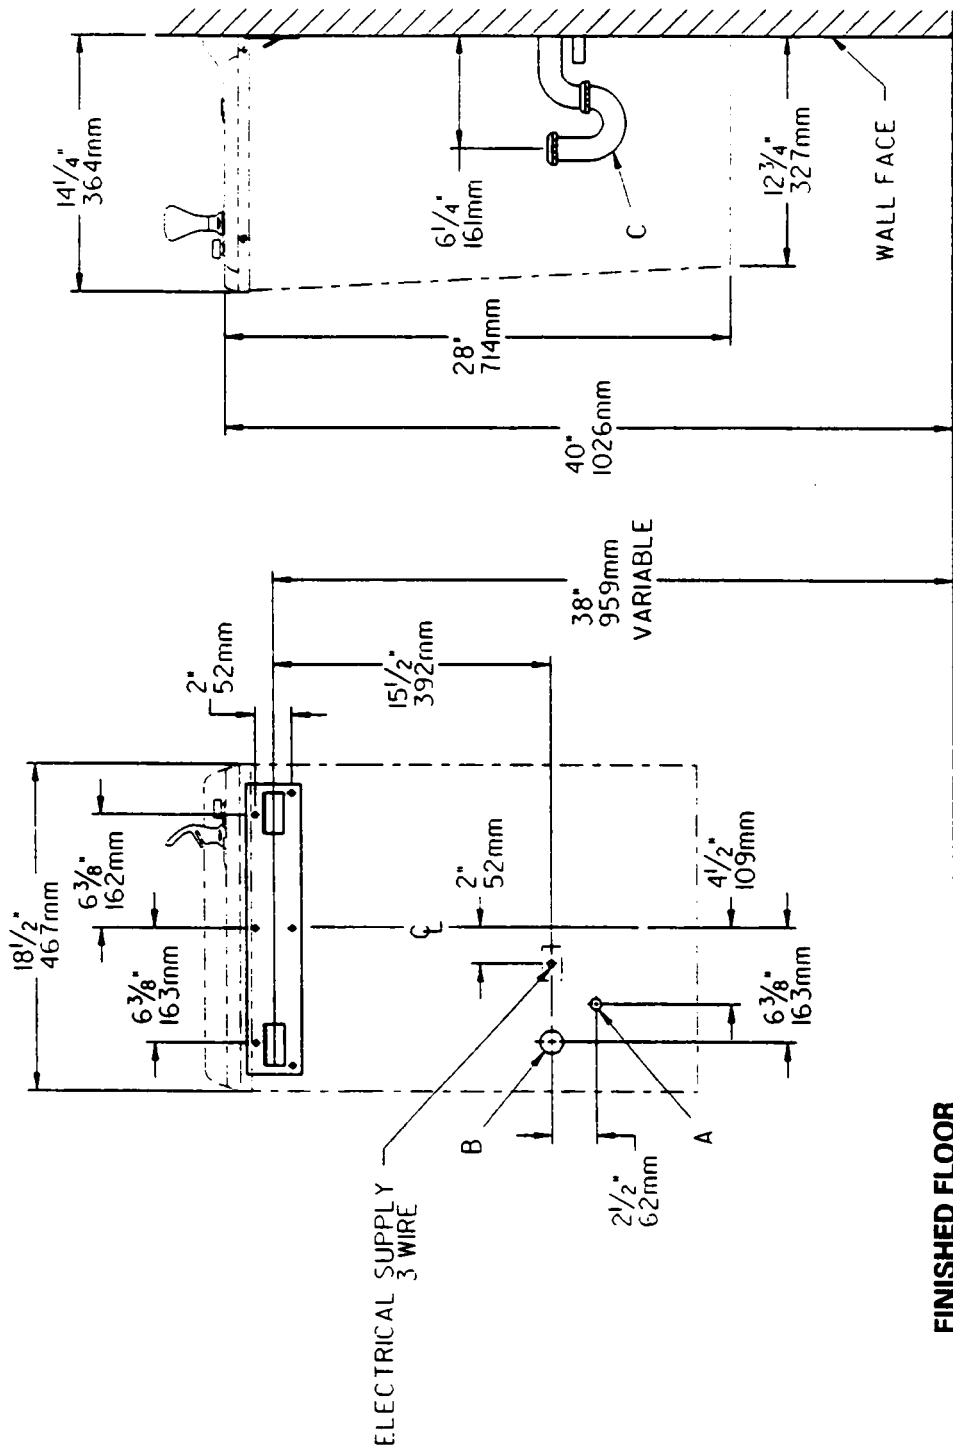 18 1/2"
467mm
6 3/8"
163mm
6 3/8"
162mm
2"
52mm
15 1/2"
392mm
38"
959mm
VARIABLE
2"
52mm
CL
ELECTRICAL SUPPLY
3 WIRE
B
A
2 1/2"
62mm
4 1/2"
109mm
6 3/8"
163mm
14 1/4"
364mm
6 1/4"
161mm
C
28"
714mm
40"
1026mm
12 3/4"
327mm
WALL FACE
FINISHED FLOOR